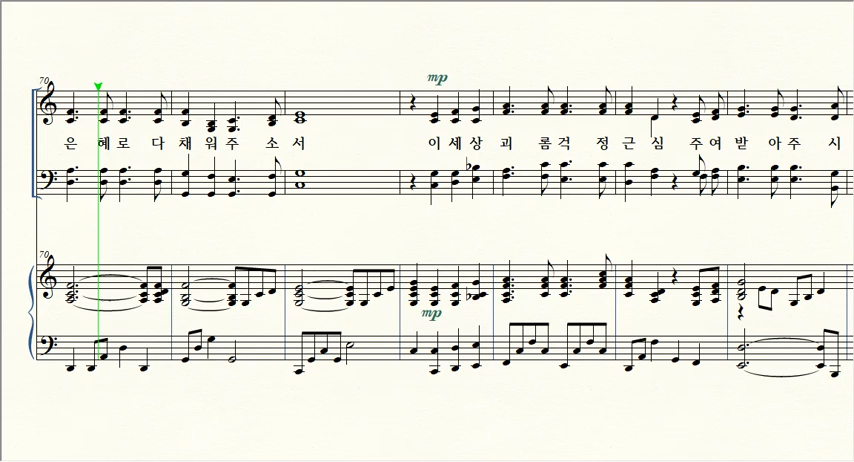 70
mp
은 혜로 다 채 워주 소 서 이 세 상 괴 롬 걱 정 근 심 주 여 받 아 주 시
70
mp